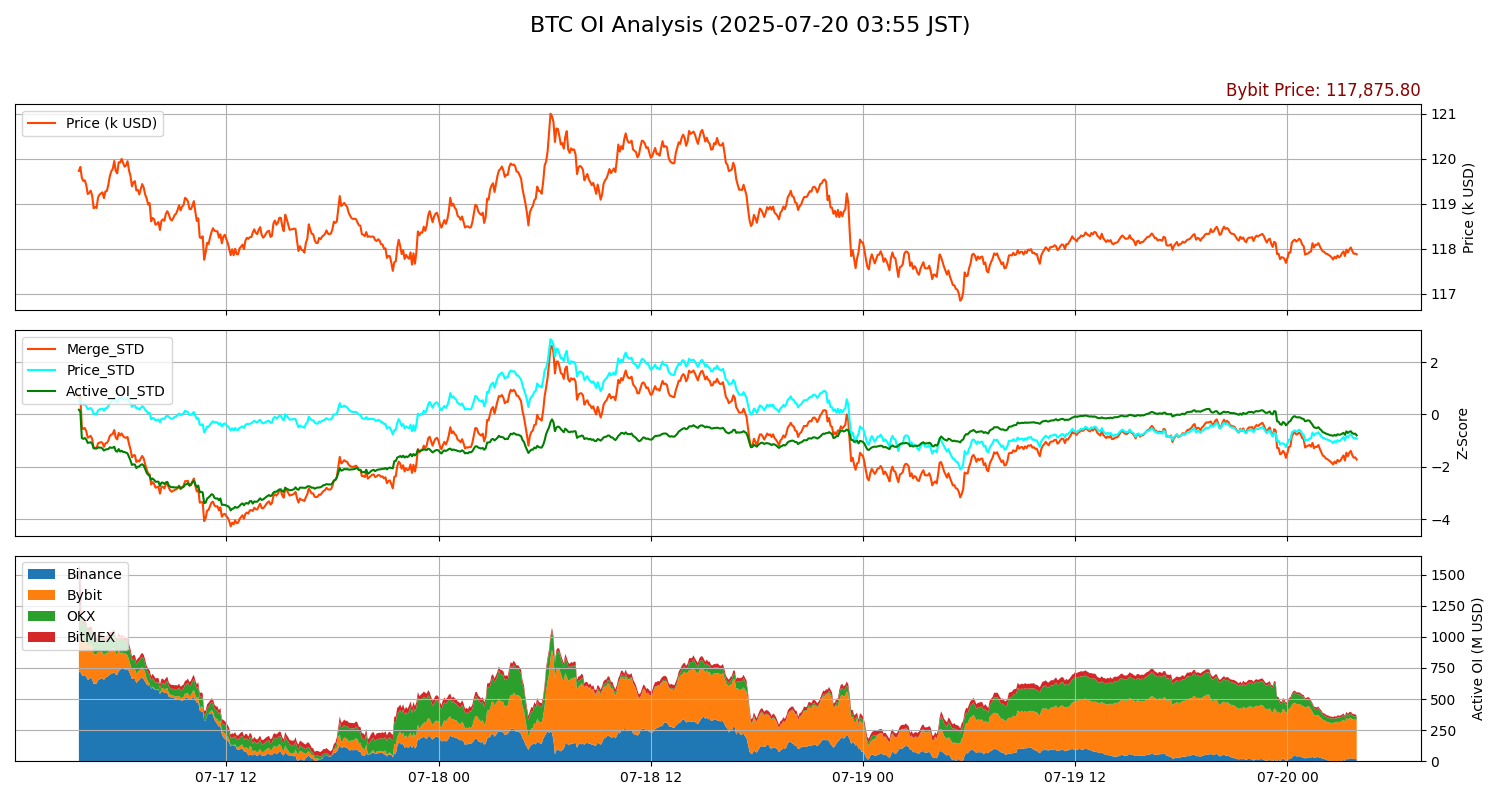 BTC OI Analysis (2025-07-20 03:55 JST)
Bybit Price: 117,875.80
Price (k USD)
121
120
119
118
117
Price (k USD)
Merge_STD
Price_STD
Active_OI_STD
2
0
−2
−4
Z-Score
Binance
Bybit
OKX
BitMEX
1500
1250
1000
750
500
250
0
Active OI (M USD)
07-17 12
07-18 00
07-18 12
07-19 00
07-19 12
07-20 00